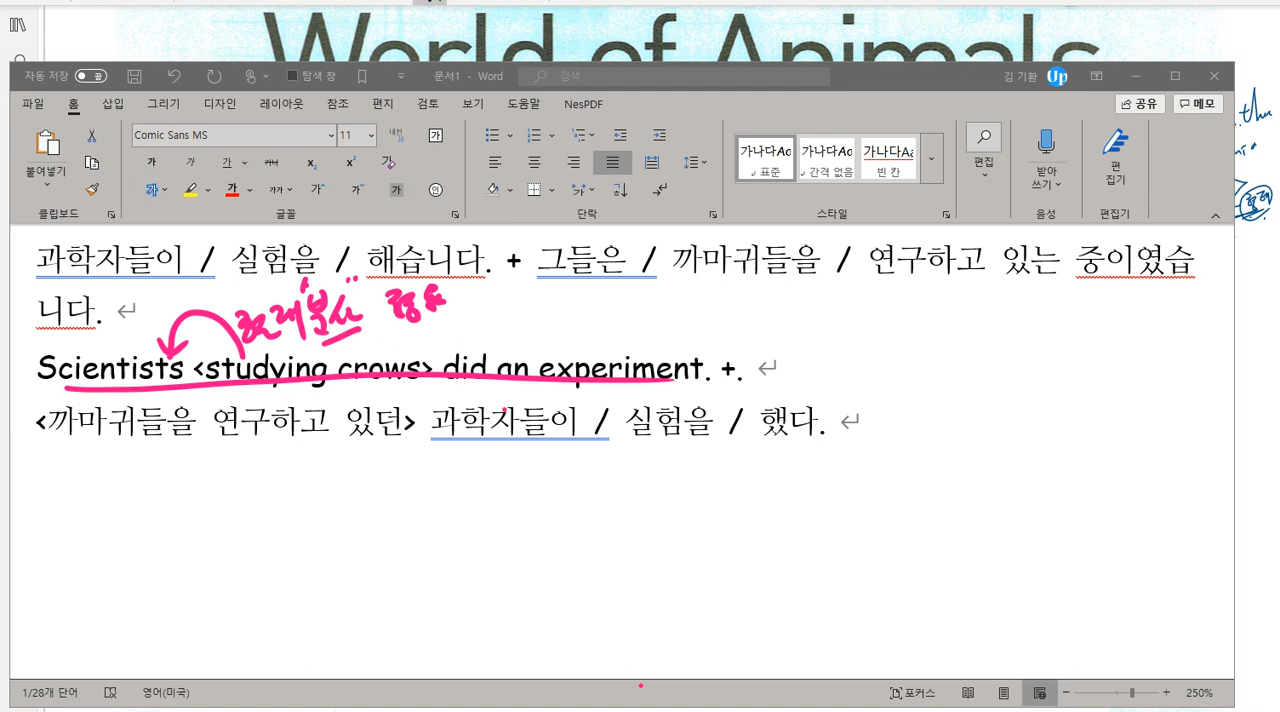 World of Animals
자동 저장 끔 탐색 창 문서1 - Word 검색 김 기환 Up
파일 홈 삽입 그리기 디자인 레이아웃 참조 편지 검토 보기 도움말 NesPDF 공유 메모
붙여넣기 Comic Sans MS 11 가나다Aa 가나다Aa 가나다Aa 편집 받아쓰기 편집기
표준 간격 없음 빈 칸
클립보드 글꼴 단락 스타일 음성 편집기
과학자들이 / 실험을 / 해습니다. + 그들은 / 까마귀들을 / 연구하고 있는 중이였습
니다.
현재분사
Scientists <studying crows> did an experiment. +.
<까마귀들을 연구하고 있던> 과학자들이 / 실험을 / 했다.
1/28개 단어 영어(미국) 포커스 250%